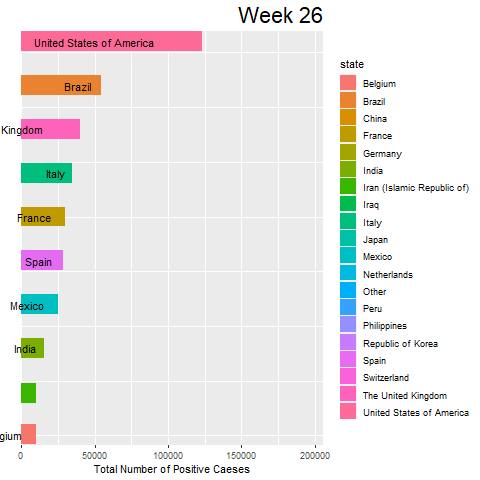 Week 26
United States of America
Brazil
Kingdom
Italy
France
Spain
Mexico
India
gium
0
50000
100000
150000
200000
Total Number of Positive Caeses
state
Belgium
Brazil
China
France
Germany
India
Iran (Islamic Republic of)
Iraq
Italy
Japan
Mexico
Netherlands
Other
Peru
Philippines
Republic of Korea
Spain
Switzerland
The United Kingdom
United States of America